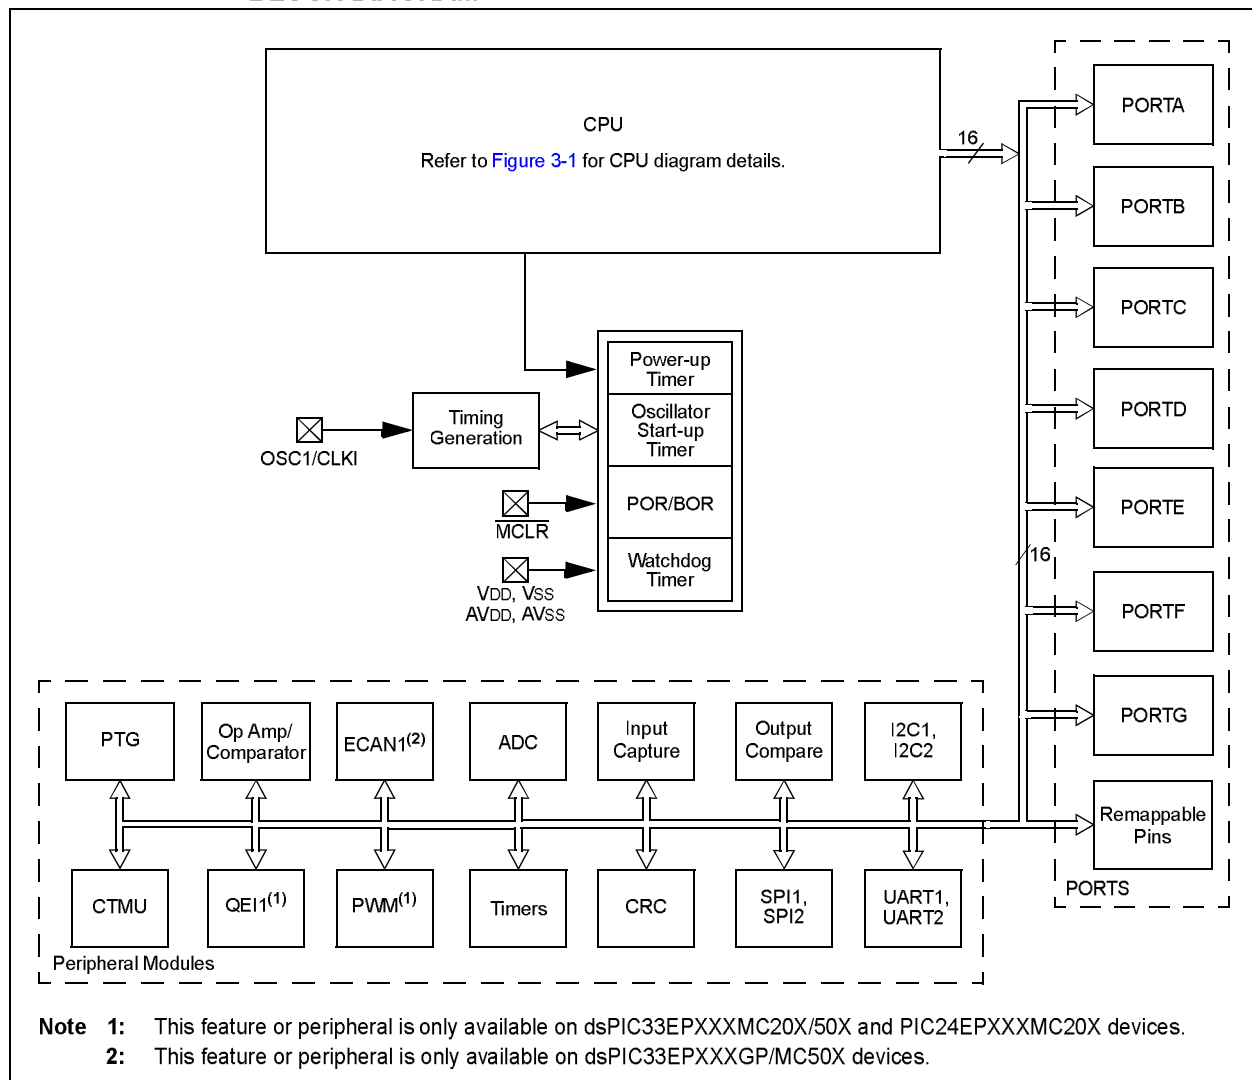 CPU
Refer to Figure 3-1 for CPU diagram details.
16
PORTA
PORTB
PORTC
PORTD
PORTE
16
PORTF
PORTG
Remappable
Pins
PORTS
Power-up
Timer
Oscillator
Start-up
Timer
POR/BOR
Watchdog
Timer
Timing
Generation
OSC1/CLKI
MCLR
VDD, VSS
AVDD, AVSS
PTG
Op Amp/
Comparator
ECAN1(2)
ADC
Input
Capture
Output
Compare
I2C1,
I2C2
CTMU
QEI1(1)
PWM(1)
Timers
CRC
SPI1,
SPI2
UART1,
UART2
Peripheral Modules
Note 1: This feature or peripheral is only available on dsPIC33EPXXXMC20X/50X and PIC24EPXXXMC20X devices.
2: This feature or peripheral is only available on dsPIC33EPXXXGP/MC50X devices.